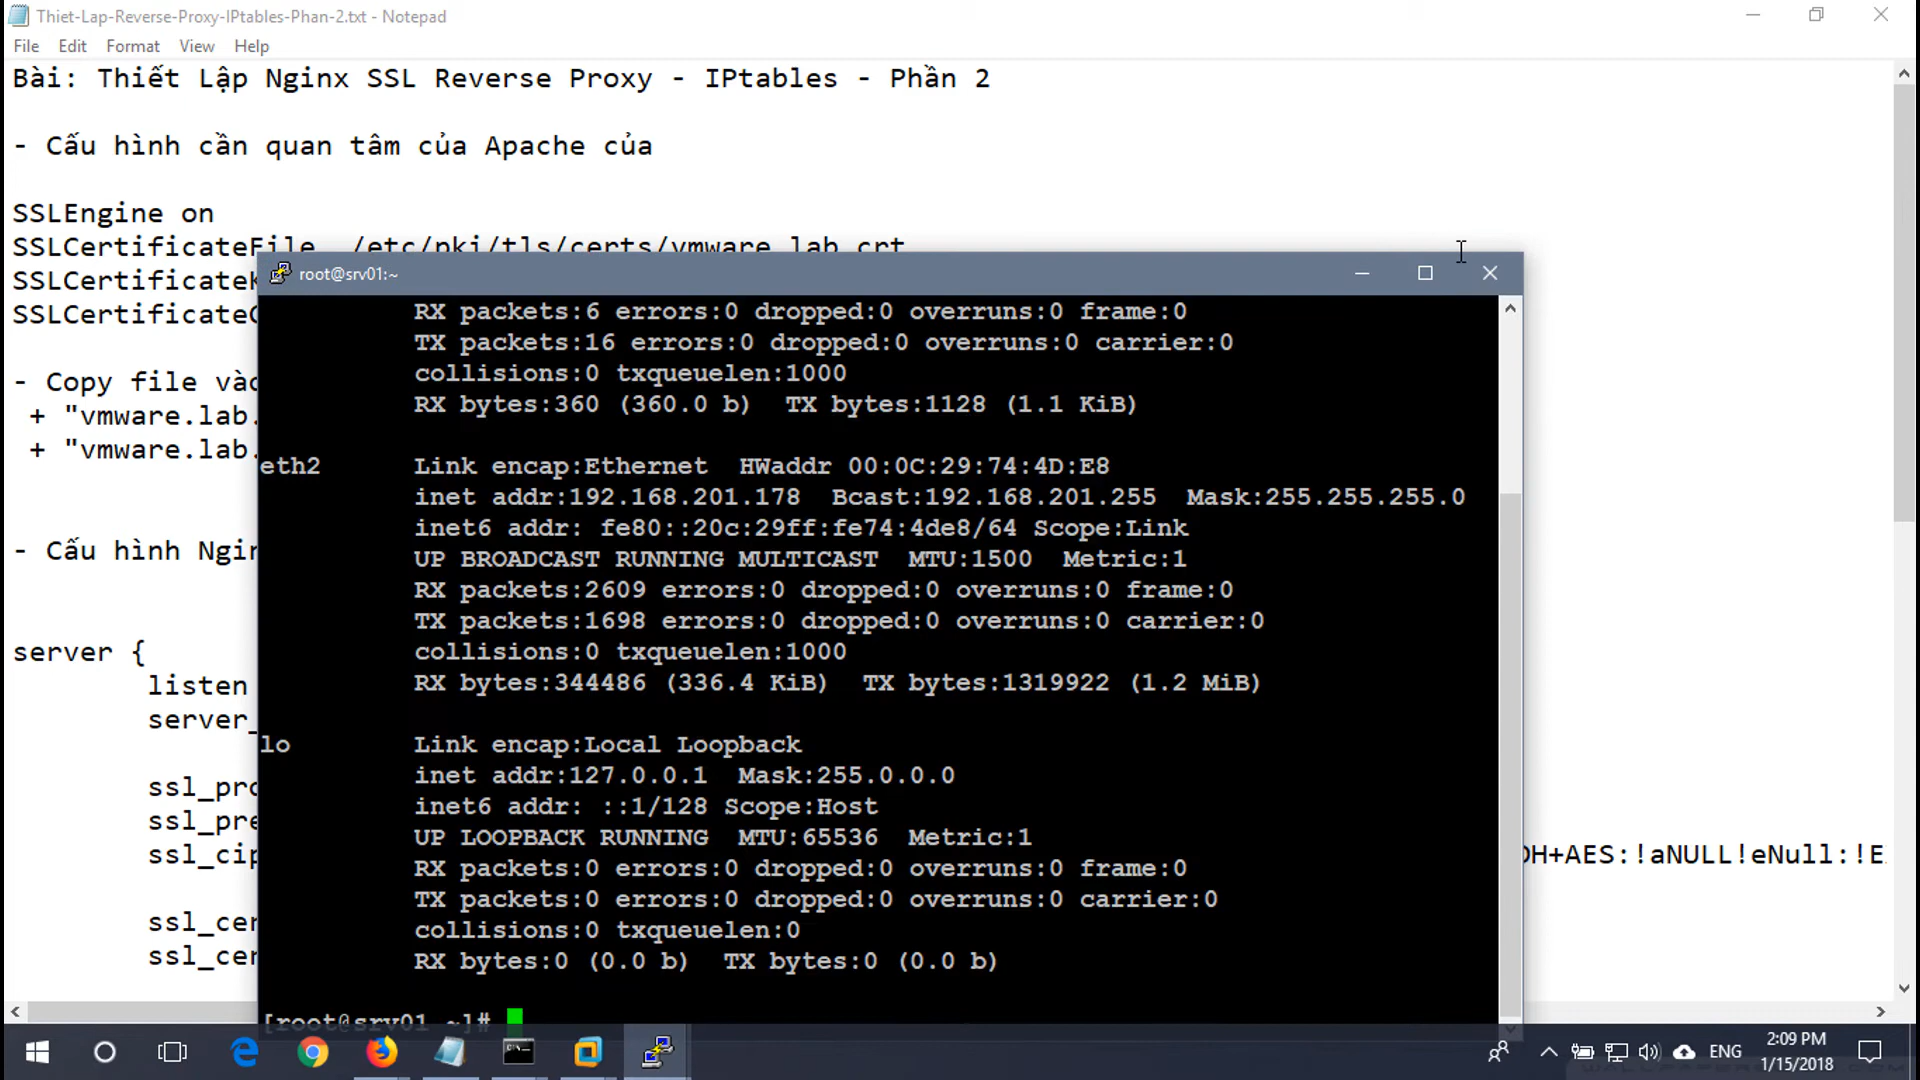 Thiet-Lap-Reverse-Proxy-IPtables-Phan-2.txt - Notepad
File Edit Format View Help
Bài: Thiết Lập Nginx SSL Reverse Proxy - IPtables - Phần 2
- Cấu hình cần quan tâm của Apache của
SSLEngine on
SSLCertificateFile /etc/pki/tls/certs/vmware.lab.crt
SSLCertificate
SSLCertificate
- Copy file vào
+ "vmware.lab.
+ "vmware.lab.
- Cấu hình Ngin
server {
listen
server_
ssl_pro
ssl_pre
ssl_cip
OH+AES:!aNULL!eNull:!E
ssl_cer
ssl_cer
root@srv01:~
RX packets:6 errors:0 dropped:0 overruns:0 frame:0
TX packets:16 errors:0 dropped:0 overruns:0 carrier:0
collisions:0 txqueuelen:1000
RX bytes:360 (360.0 b) TX bytes:1128 (1.1 KiB)
eth2 Link encap:Ethernet HWaddr 00:0C:29:74:4D:E8
inet addr:192.168.201.178 Bcast:192.168.201.255 Mask:255.255.255.0
inet6 addr: fe80::20c:29ff:fe74:4de8/64 Scope:Link
UP BROADCAST RUNNING MULTICAST MTU:1500 Metric:1
RX packets:2609 errors:0 dropped:0 overruns:0 frame:0
TX packets:1698 errors:0 dropped:0 overruns:0 carrier:0
collisions:0 txqueuelen:1000
RX bytes:344486 (336.4 KiB) TX bytes:1319922 (1.2 MiB)
lo Link encap:Local Loopback
inet addr:127.0.0.1 Mask:255.0.0.0
inet6 addr: ::1/128 Scope:Host
UP LOOPBACK RUNNING MTU:65536 Metric:1
RX packets:0 errors:0 dropped:0 overruns:0 frame:0
TX packets:0 errors:0 dropped:0 overruns:0 carrier:0
collisions:0 txqueuelen:0
RX bytes:0 (0.0 b) TX bytes:0 (0.0 b)
[root@srv01 ~]#
ENG
2:09 PM
1/15/2018